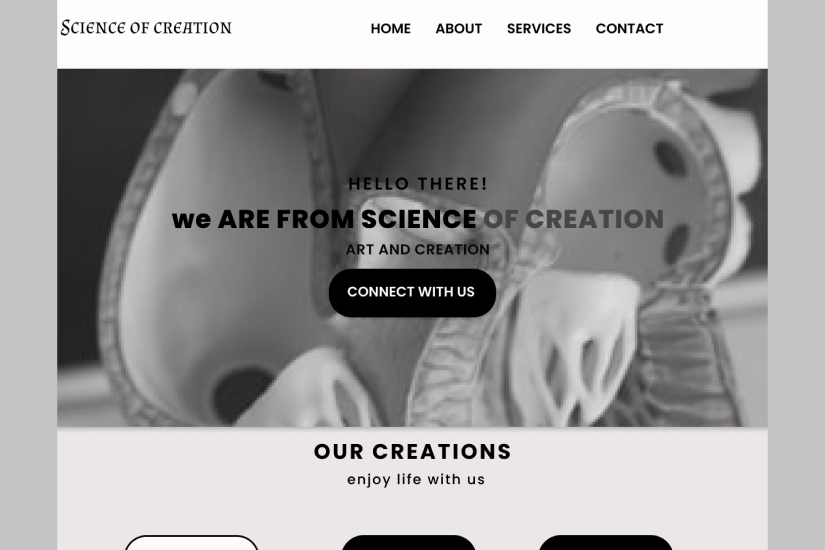 Science of creation
HOME ABOUT SERVICES CONTACT
HELLO THERE!
we ARE FROM SCIENCE OF CREATION
ART AND CREATION
CONNECT WITH US
OUR CREATIONS
enjoy life with us